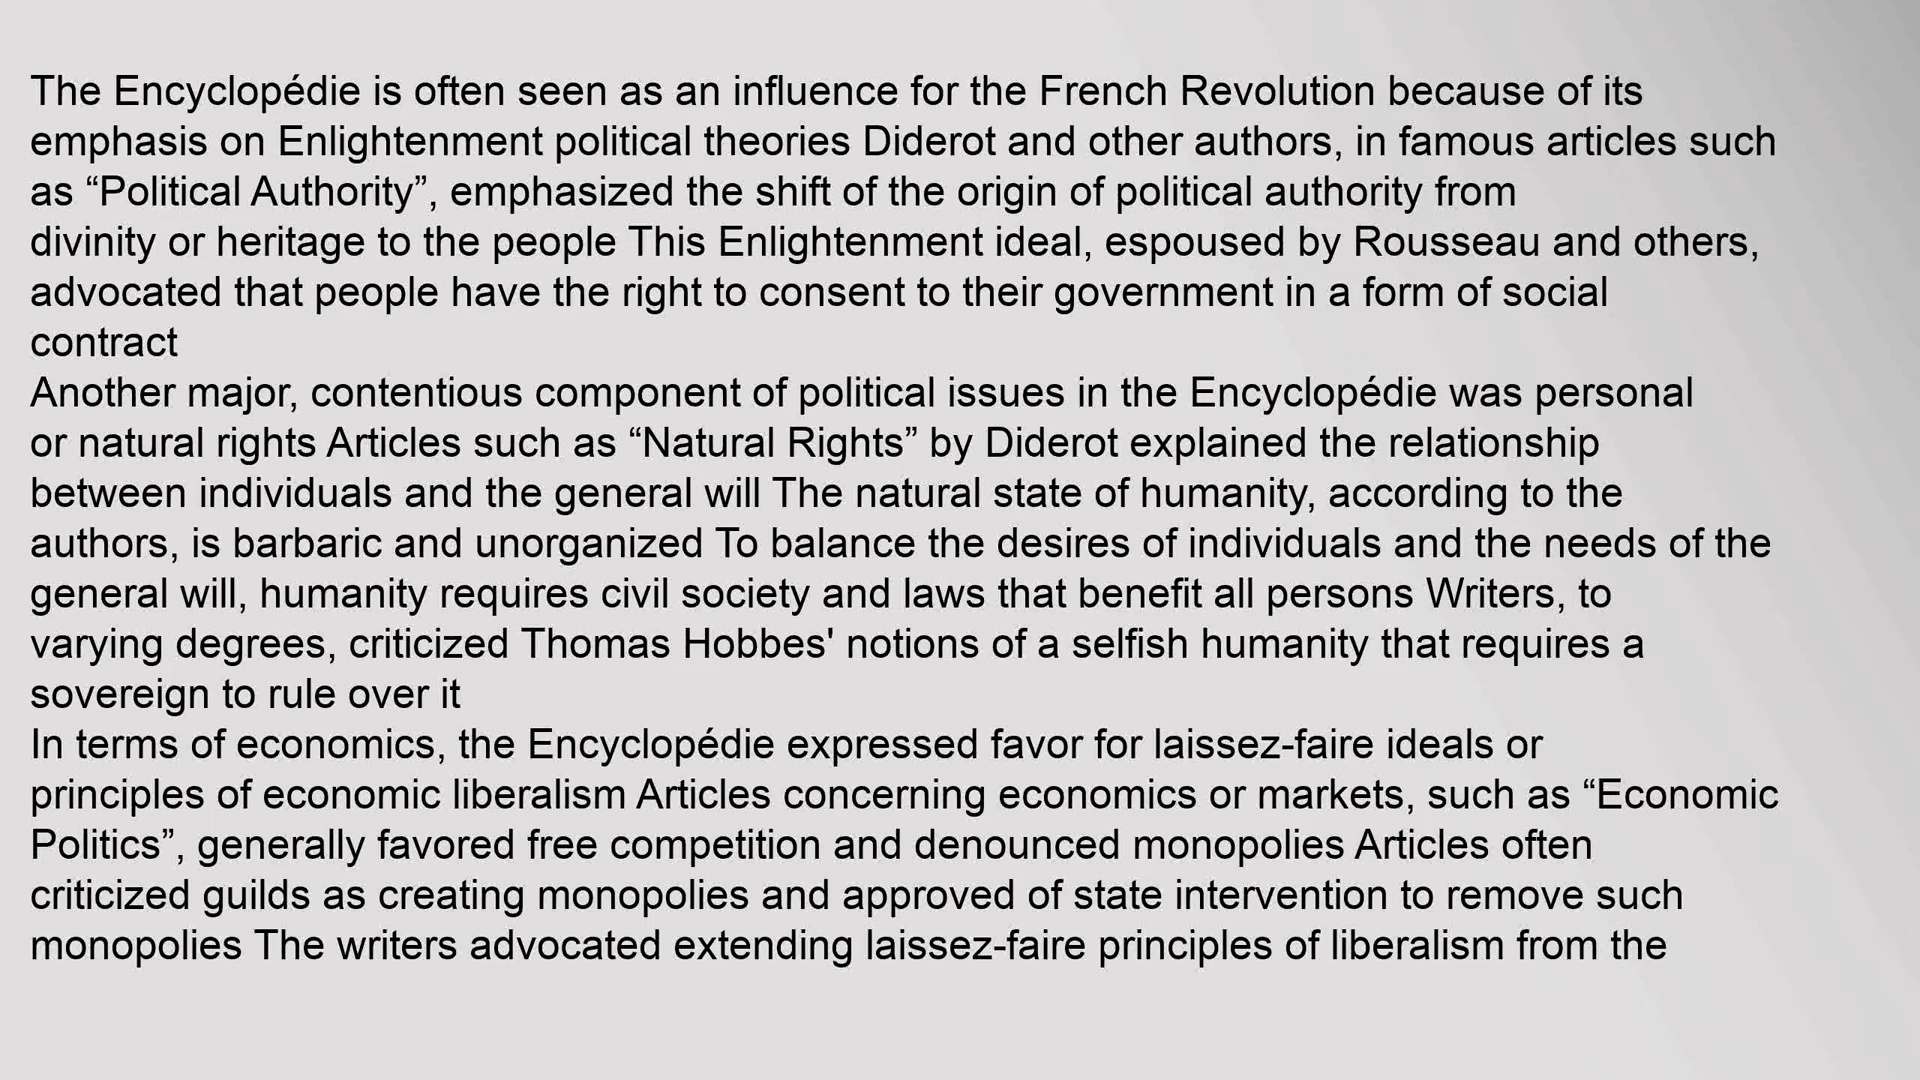 The Encyclopédie is often seen as an influence for the French Revolution because of its
emphasis on Enlightenment political theories Diderot and other authors, in famous articles such
as “Political Authority”, emphasized the shift of the origin of political authority from
divinity or heritage to the people This Enlightenment ideal, espoused by Rousseau and others,
advocated that people have the right to consent to their government in a form of social
contract
Another major, contentious component of political issues in the Encyclopédie was personal
or natural rights Articles such as “Natural Rights” by Diderot explained the relationship
between individuals and the general will The natural state of humanity, according to the
authors, is barbaric and unorganized To balance the desires of individuals and the needs of the
general will, humanity requires civil society and laws that benefit all persons Writers, to
varying degrees, criticized Thomas Hobbes' notions of a selfish humanity that requires a
sovereign to rule over it
In terms of economics, the Encyclopédie expressed favor for laissez-faire ideals or
principles of economic liberalism Articles concerning economics or markets, such as “Economic
Politics”, generally favored free competition and denounced monopolies Articles often
criticized guilds as creating monopolies and approved of state intervention to remove such
monopolies The writers advocated extending laissez-faire principles of liberalism from the